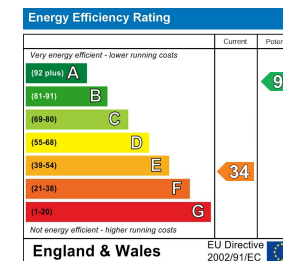 Energy Efficiency Rating
Current
Very energy efficient - lower running costs
(92 plus) A
(81-91) B
(69-80) C
(55-68) D
(39-54) E
34
(21-38) F
(1-20) G
Not energy efficient - higher running costs
England & Wales
EU Directive
2002/91/EC